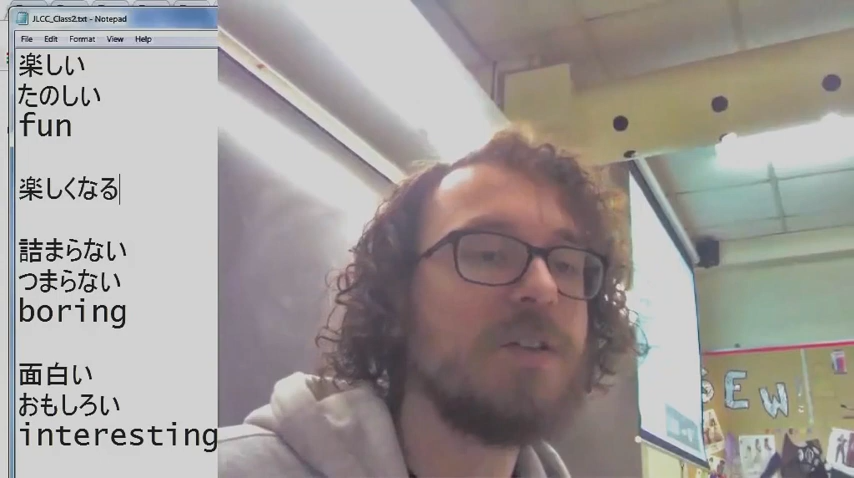 JLCC_Class2.txt - Notepad
File Edit Format View Help
楽しい
たのしい
fun
楽しくなる
詰まらない
つまらない
boring
面白い
おもしろい
interesting
SEW